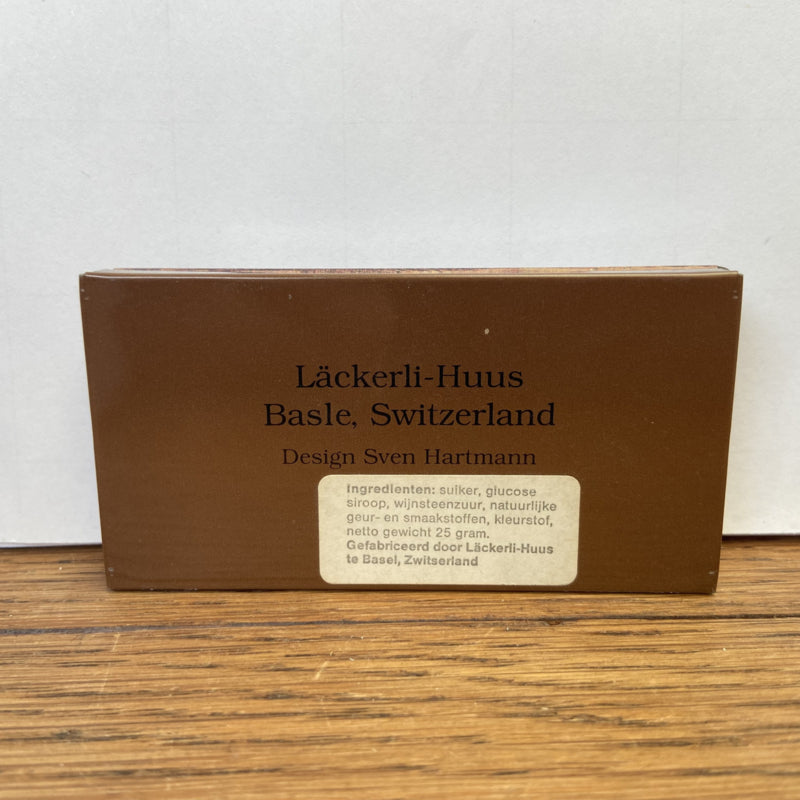 Läckerli-Huus
Basle, Switzerland
Design Sven Hartmann
Ingredienten: suiker, glucose
siroop, wijnsteenzuur, natuurlijke
geur- en smaakstoffen, kleurstof,
netto gewicht 25 gram.
Gefabriceerd door Läckerli-Huus
te Basel, Zwitserland